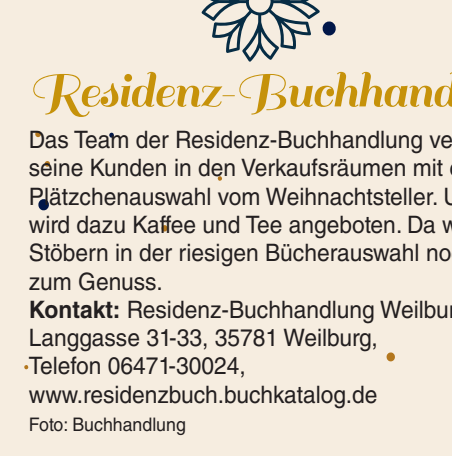 Residenz-Buchhand
Das Team der Residenz-Buchhandlung ve
seine Kunden in den Verkaufsräumen mit
Plätzchenauswahl vom Weihnachtsteller. U
wird dazu Kaffee und Tee angeboten. Da w
Stöbern in der riesigen Bücherauswahl no
zum Genuss.
Kontakt: Residenz-Buchhandlung Weilbur
Langgasse 31-33, 35781 Weilburg,
Telefon 06471-30024,
www.residenzbuch.buchkatalog.de
Foto: Buchhandlung